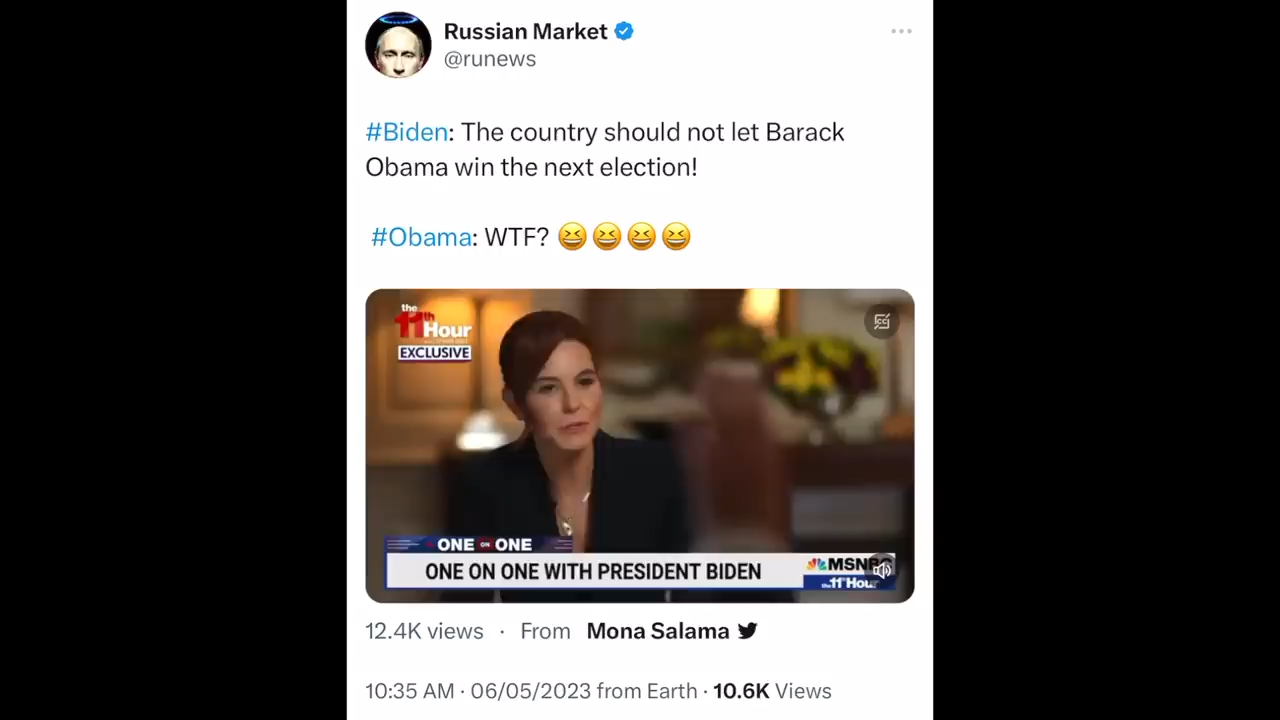 Russian Market
@runews
#Biden: The country should not let Barack
Obama win the next election!
#Obama: WTF? 😆😆😆😆
the
11th
Hour
EXCLUSIVE
CC
ONE ON ONE
ONE ON ONE WITH PRESIDENT BIDEN
MSNBC
the 11th Hour
12.4K views · From Mona Salama
10:35 AM · 06/05/2023 from Earth · 10.6K Views